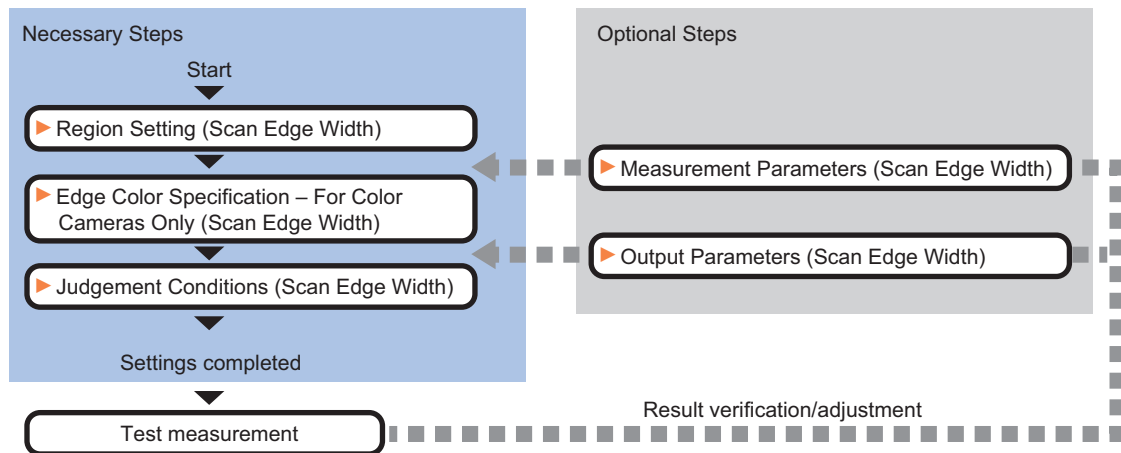 Necessary Steps
Start
Region Setting (Scan Edge Width)
Edge Color Specification – For Color
Cameras Only (Scan Edge Width)
Judgement Conditions (Scan Edge Width)
Settings completed
Test measurement
Optional Steps
Measurement Parameters (Scan Edge Width)
Output Parameters (Scan Edge Width)
Result verification/adjustment